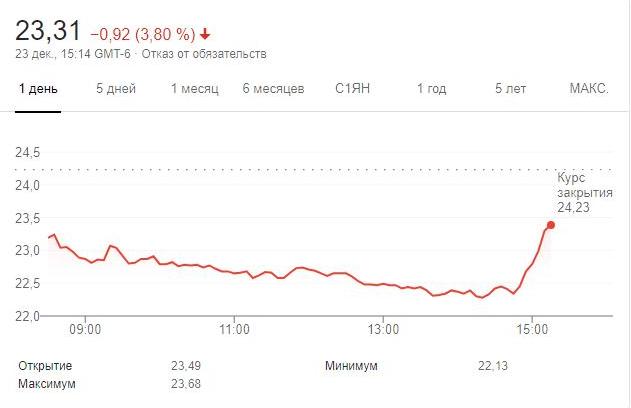 23,31 −0,92 (3,80 %) ↓
23 дек., 15:14 GMT-6 · Отказ от обязательств
1 день 5 дней 1 месяц 6 месяцев С1ЯН 1 год 5 лет МАКС.
24,5
24,0
23,5
23,0
22,5
22,0
Курс
закрытия
24,23
09:00 11:00 13:00 15:00
Открытие 23,49 Минимум 22,13
Максимум 23,68